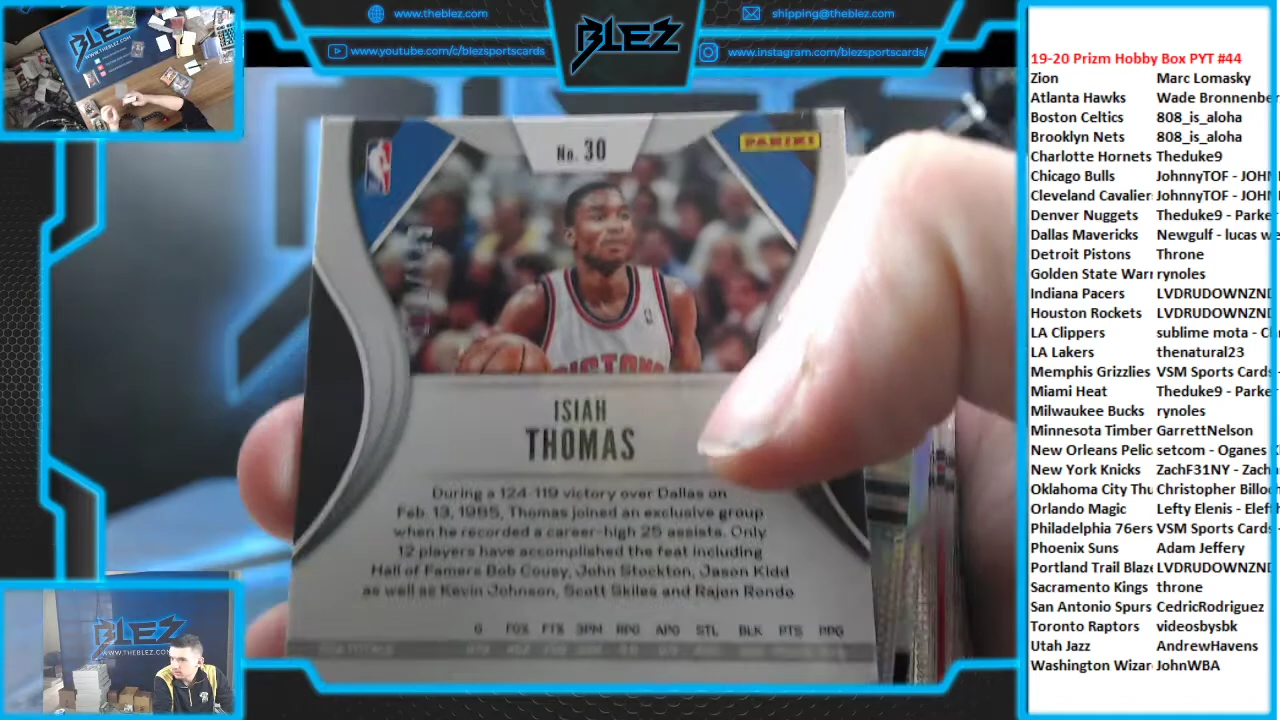 www.theblez.com
www.youtube.com/c/blezsportscards
BLEZ
shipping@theblez.com
www.instagram.com/blezsportscards/
BLEZ
No. 30
PANINI
PISTONS
ISIAH
THOMAS
During a 124-119 victory over Dallas on
Feb. 13, 1985, Thomas joined an exclusive group
when he recorded a career-high 25 assists. Only
12 players have accomplished the feat including
Hall of Famers Bob Cousy, John Stockton, Jason Kidd
as well as Kevin Johnson, Scott Skiles and Rajon Rondo
G FG% FT% 3PM RPG APG STL BLK PTS PPG
BLEZ
WWW.THEBLEZ.COM
19-20 Prizm Hobby Box PYT #44
Zion Marc Lomasky
Atlanta Hawks Wade Bronnenber
Boston Celtics 808_is_aloha
Brooklyn Nets 808_is_aloha
Charlotte Hornets Theduke9
Chicago Bulls JohnnyTOF - JOHN
Cleveland Cavalier JohnnyTOF - JOHN
Denver Nuggets Theduke9 - Parke
Dallas Mavericks Newgulf - lucas we
Detroit Pistons Throne
Golden State Warr rynoles
Indiana Pacers LVDRUDOWNZND
Houston Rockets LVDRUDOWNZND
LA Clippers sublime mota - Ch
LA Lakers thenatural23
Memphis Grizzlies VSM Sports Cards -
Miami Heat Theduke9 - Parke
Milwaukee Bucks rynoles
Minnesota Timber GarrettNelson
New Orleans Pelic setcom - Oganes K
New York Knicks ZachF31NY - Zach
Oklahoma City Thu Christopher Billoc
Orlando Magic Lefty Elenis - Eleft
Philadelphia 76ers VSM Sports Cards -
Phoenix Suns Adam Jeffery
Portland Trail Blaze LVDRUDOWNZND
Sacramento Kings throne
San Antonio Spurs CedricRodriguez
Toronto Raptors videosbysbk
Utah Jazz AndrewHavens
Washington Wizar JohnWBA